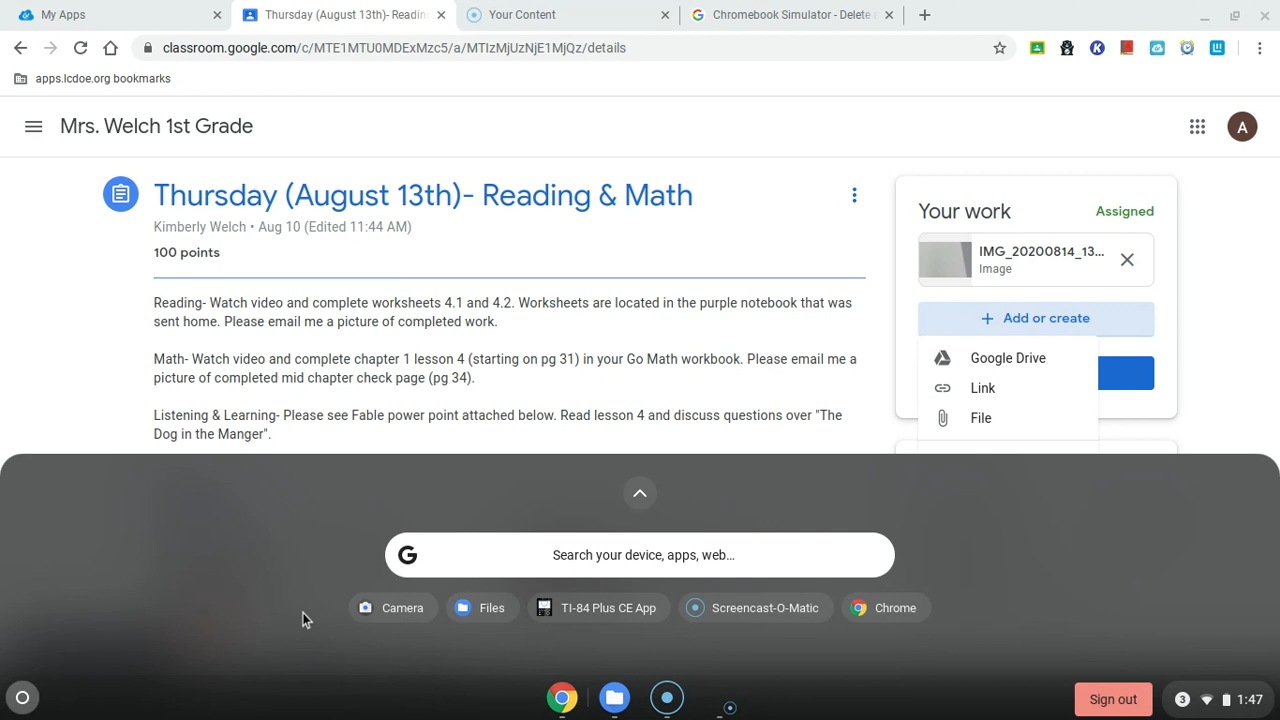 My Apps
Thursday (August 13th)- Readin
Your Content
Chromebook Simulator - Delete a
classroom.google.com/c/MTE1MTU0MDExMzc5/a/MTIzMjUzNjE1MjQz/details
apps.lcdoe.org bookmarks
Mrs. Welch 1st Grade
A
Thursday (August 13th)- Reading & Math
Kimberly Welch • Aug 10 (Edited 11:44 AM)
100 points
Reading- Watch video and complete worksheets 4.1 and 4.2. Worksheets are located in the purple notebook that was
sent home. Please email me a picture of completed work.
Math- Watch video and complete chapter 1 lesson 4 (starting on pg 31) in your Go Math workbook. Please email me a
picture of completed mid chapter check page (pg 34).
Listening & Learning- Please see Fable power point attached below. Read lesson 4 and discuss questions over "The
Dog in the Manger".
Your work
Assigned
IMG_20200814_13...
Image
+ Add or create
Google Drive
Link
File
Search your device, apps, web...
Camera
Files
TI-84 Plus CE App
Screencast-O-Matic
Chrome
Sign out
3
1:47